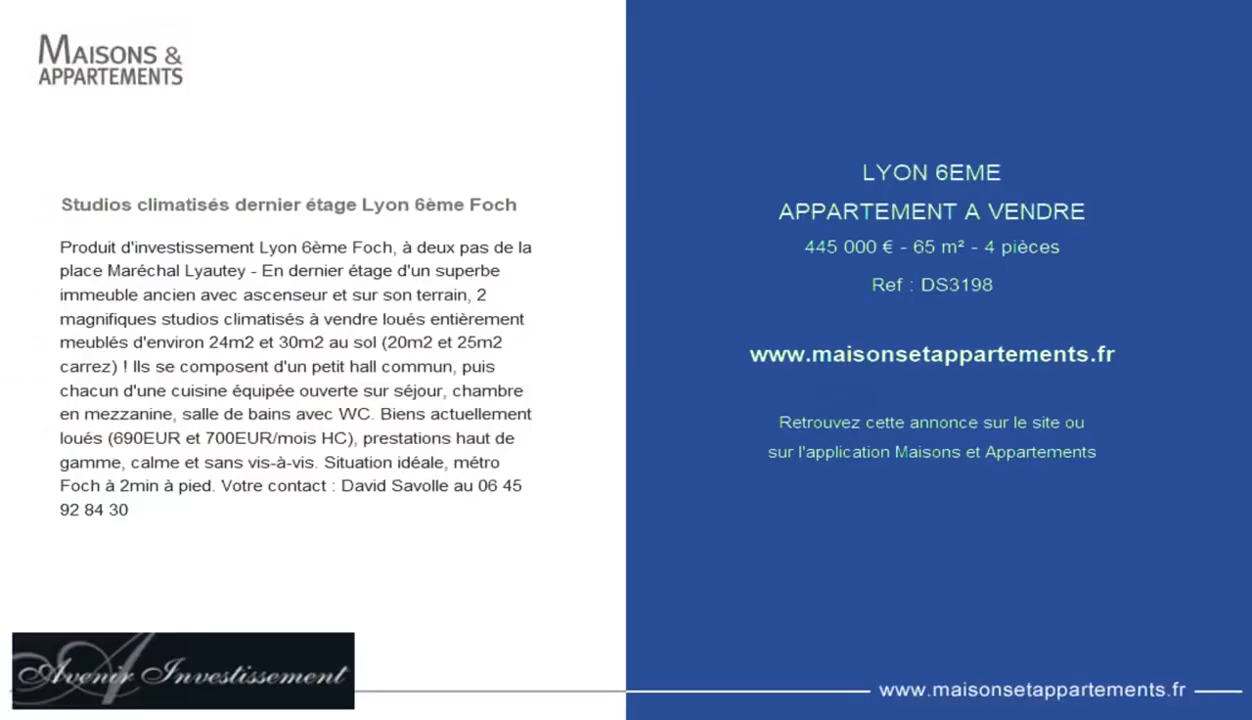 MAISONS &
APPARTEMENTS
Studios climatisés dernier étage Lyon 6ème Foch
Produit d'investissement Lyon 6ème Foch, à deux pas de la
place Maréchal Lyautey - En dernier étage d'un superbe
immeuble ancien avec ascenseur et sur son terrain, 2
magnifiques studios climatisés à vendre loués entièrement
meublés d'environ 24m2 et 30m2 au sol (20m2 et 25m2
carrez) ! Ils se composent d'un petit hall commun, puis
chacun d'une cuisine équipée ouverte sur séjour, chambre
en mezzanine, salle de bains avec WC. Biens actuellement
loués (690EUR et 700EUR/mois HC), prestations haut de
gamme, calme et sans vis-à-vis. Situation idéale, métro
Foch à 2min à pied. Votre contact : David Savolle au 06 45
92 84 30
Avenir Investissement
LYON 6EME
APPARTEMENT A VENDRE
445 000 € - 65 m² - 4 pièces
Ref : DS3198
www.maisonsetappartements.fr
Retrouvez cette annonce sur le site ou
sur l'application Maisons et Appartements
www.maisonsetappartements.fr